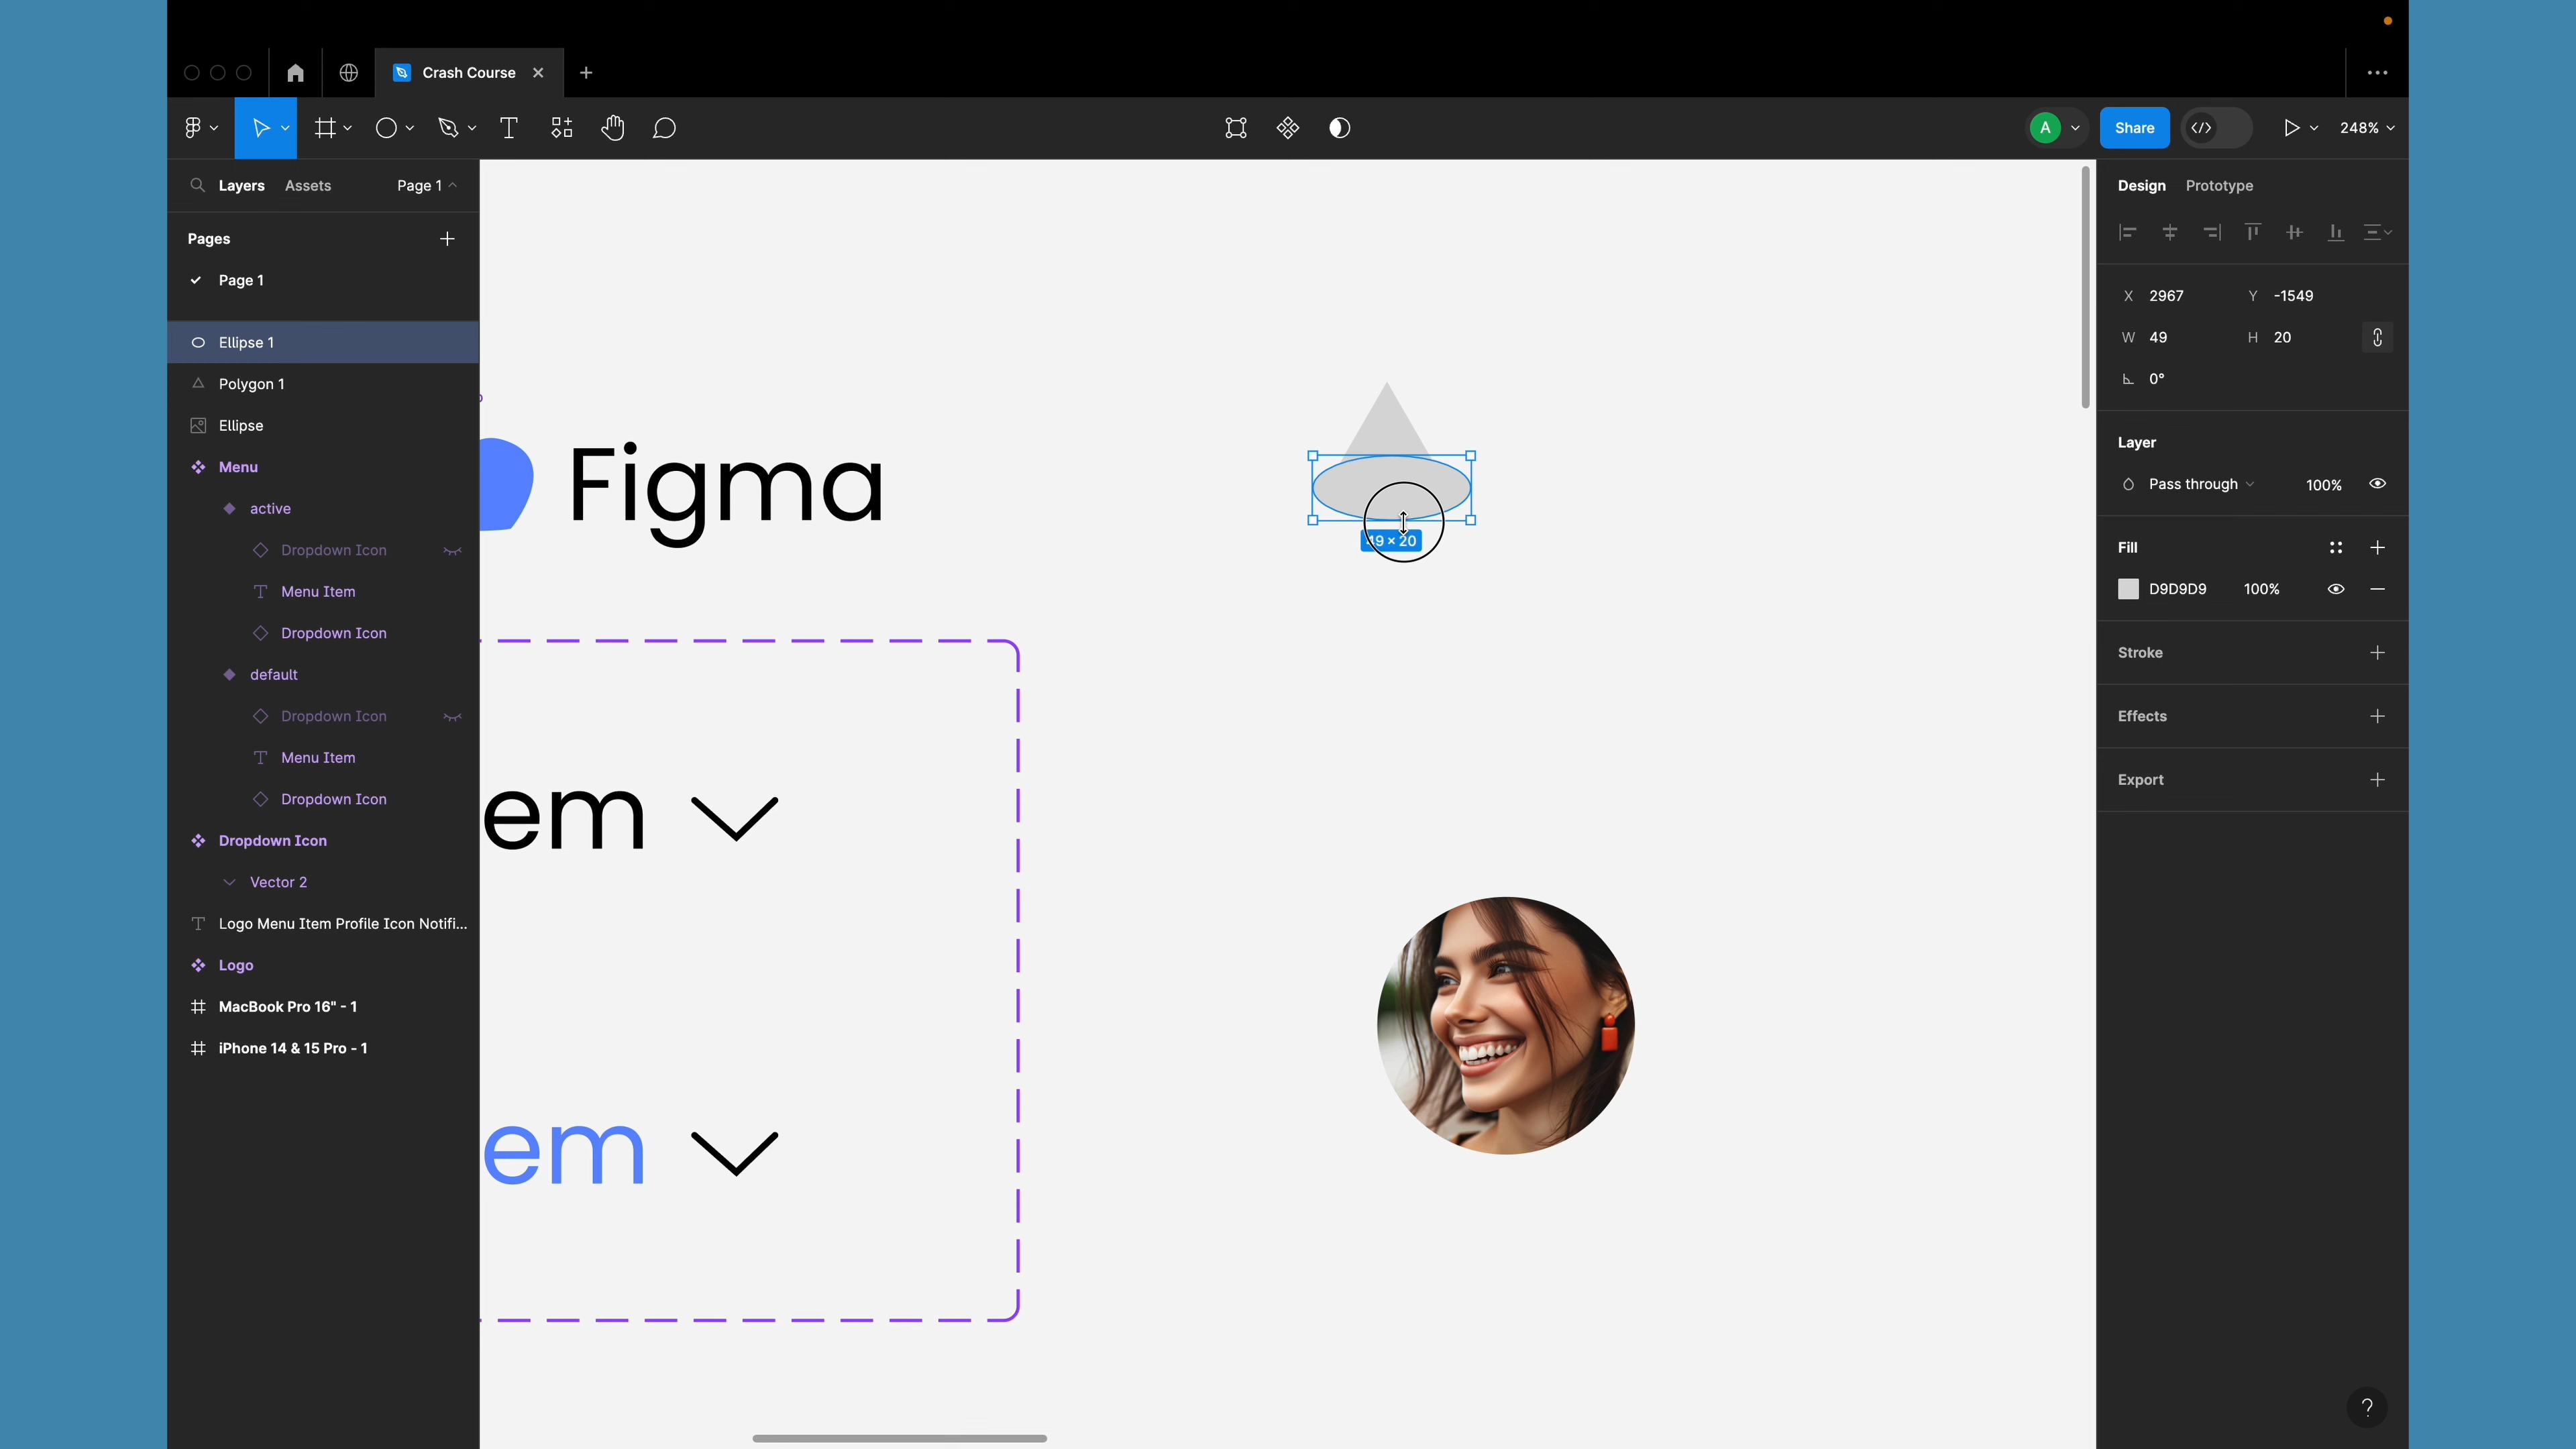 Crash Course
A
Share
248%
Layers
Assets
Page 1
Pages
Page 1
Ellipse 1
Polygon 1
Ellipse
Menu
active
Dropdown Icon
Menu Item
Dropdown Icon
default
Dropdown Icon
Menu Item
Dropdown Icon
Dropdown Icon
Vector 2
Logo Menu Item Profile Icon Notifi...
Logo
MacBook Pro 16" - 1
iPhone 14 & 15 Pro - 1
Figma
49 × 20
em
em
Design
Prototype
X 2967
Y -1549
W 49
H 20
0°
Layer
Pass through
100%
Fill
D9D9D9
100%
Stroke
Effects
Export
?